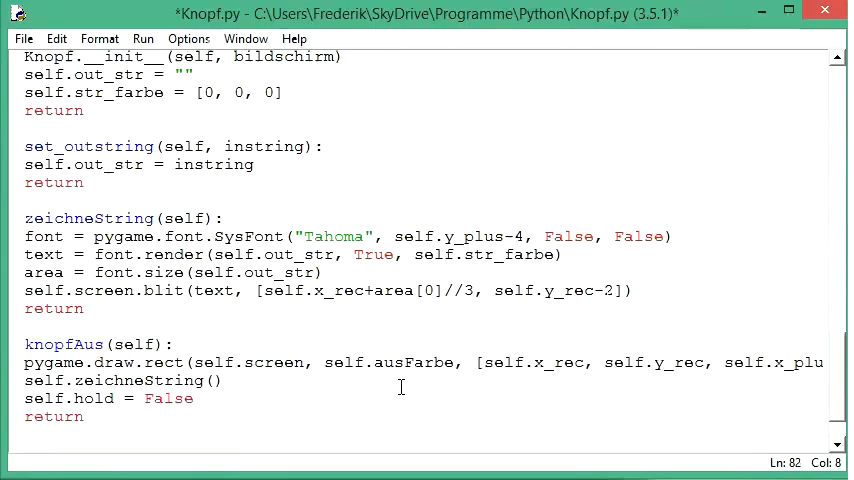 *Knopf.py - C:\Users\Frederik\SkyDrive\Programme\Python\Knopf.py (3.5.1)*
File Edit Format Run Options Window Help
Knopf.__init__(self, bildschirm)
self.out_str = ""
self.str_farbe = [0, 0, 0]
return
set_outstring(self, instring):
self.out_str = instring
return
zeichneString(self):
font = pygame.font.SysFont("Tahoma", self.y_plus-4, False, False)
text = font.render(self.out_str, True, self.str_farbe)
area = font.size(self.out_str)
self.screen.blit(text, [self.x_rec+area[0]//3, self.y_rec-2])
return
knopfAus(self):
pygame.draw.rect(self.screen, self.ausFarbe, [self.x_rec, self.y_rec, self.x_plu
self.zeichneString()
self.hold = False
return
Ln: 82 Col: 8